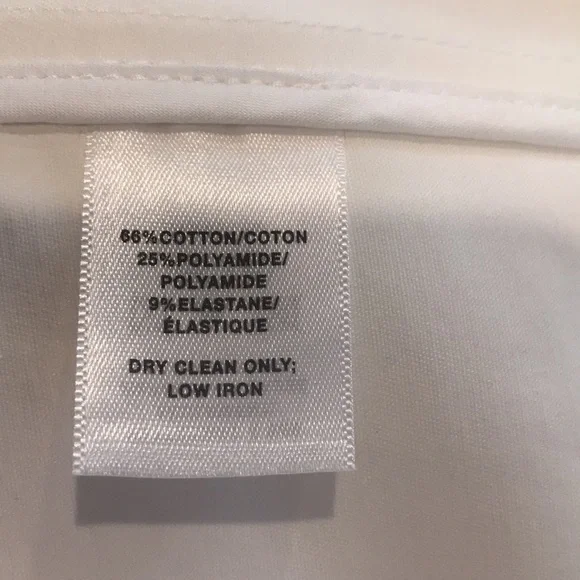 66%COTTON/COTON
25%POLYAMIDE/
POLYAMIDE
9%ELASTANE/
ÉLASTIQUE
DRY CLEAN ONLY;
LOW IRON